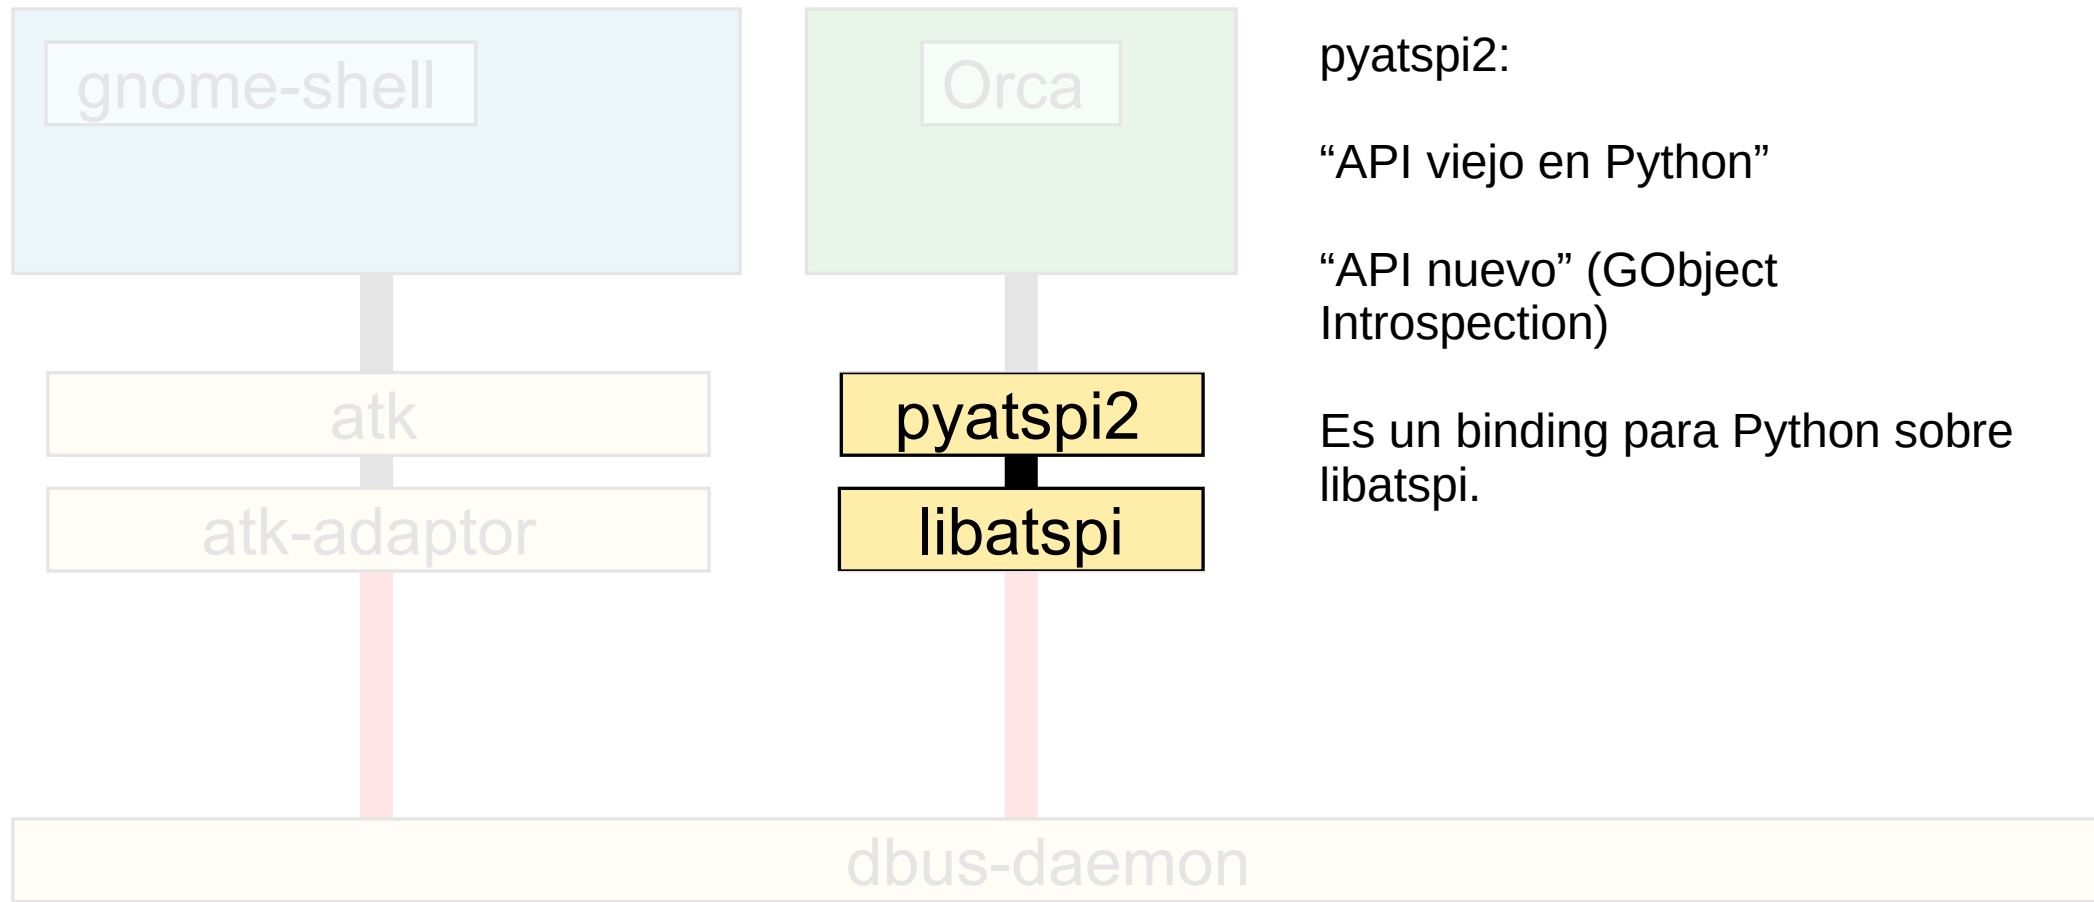 gnome-shell
Orca
atk
atk-adaptor
pyatspi2
libatspi
dbus-daemon
pyatspi2:
“API viejo en Python”
“API nuevo” (GObject
Introspection)
Es un binding para Python sobre
libatspi.